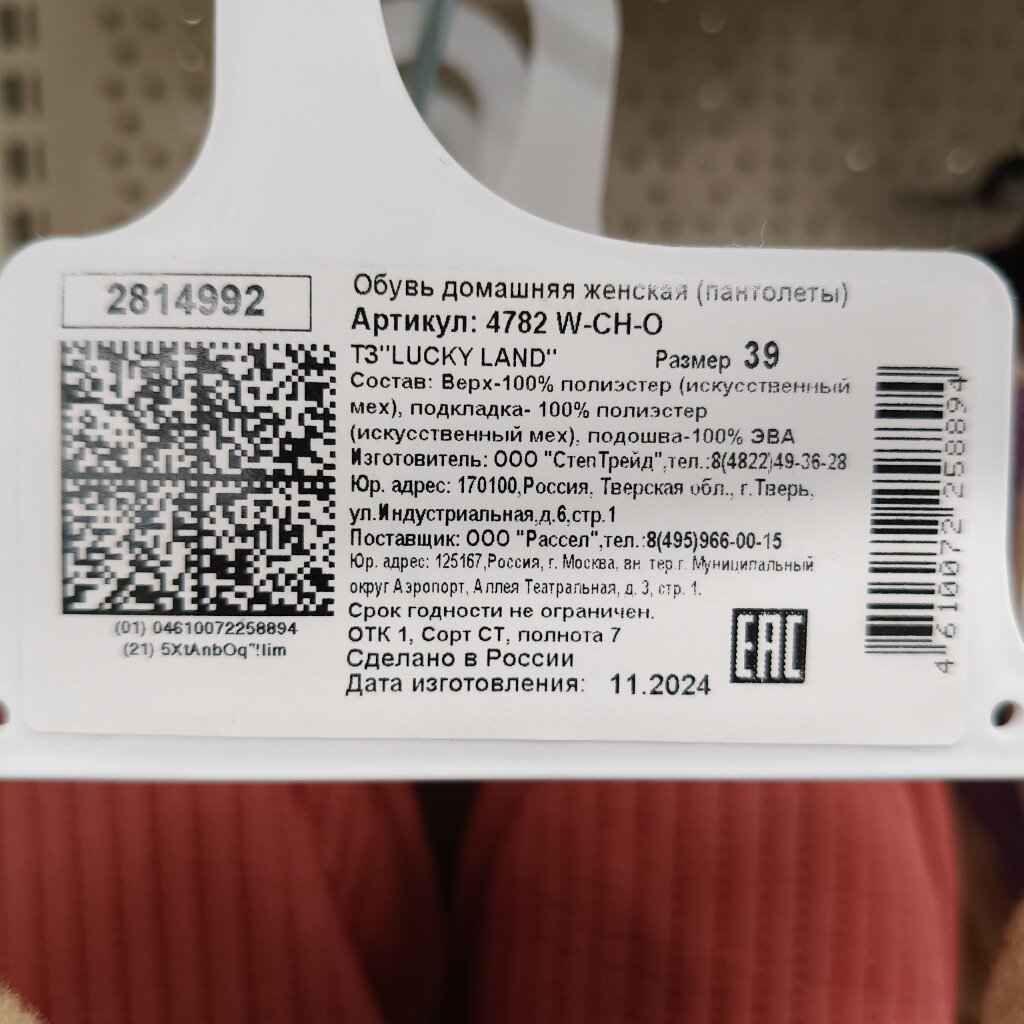 2814992
(01) 04610072258894
(21) 5XtAnbOq"!Iim
Обувь домашняя женская (пантолеты)
Артикул: 4782 W-CH-O
ТЗ"LUCKY LAND" Размер 39
Состав: Верх-100% полиэстер (искусственный
мех), подкладка- 100% полиэстер
(искусственный мех), подошва-100% ЭВА
Изготовитель: ООО "СтепТрейд",тел.:8(4822)49-36-28
Юр. адрес: 170100,Россия, Тверская обл., г.Тверь,
ул.Индустриальная,д.6,стр.1
Поставщик: ООО "Рассел",тел.:8(495)966-00-15
Юр. адрес: 125167,Россия, г. Москва, вн. тер.г. Муниципальный
округ Аэропорт, Аллея Театральная, д. 3, стр. 1.
Срок годности не ограничен.
ОТК 1, Сорт СТ, полнота 7
Сделано в России
Дата изготовления: 11.2024
EAC
4 610072 258894